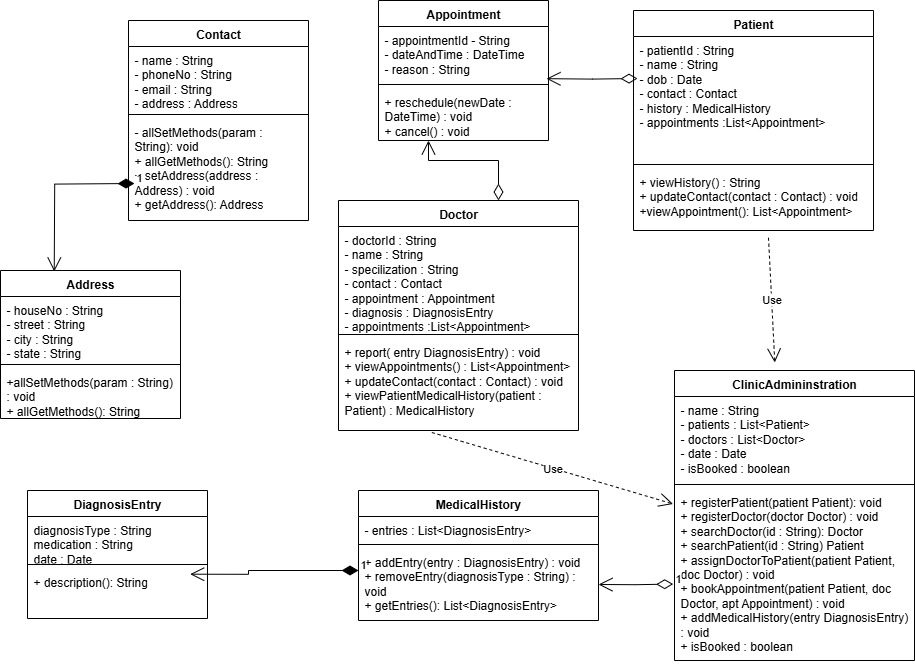 Contact
- name : String
- phoneNo : String
- email : String
- address : Address
- allSetMethods(param :
String): void
+ allGetMethods(): String
- setAddress(address :
Address) : void
+ getAddress(): Address
1
Appointment
- appointmentId - String
- dateAndTime : DateTime
- reason : String
+ reschedule(newDate :
DateTime) : void
+ cancel() : void
Patient
- patientId : String
- name : String
- dob : Date
- contact : Contact
- history : MedicalHistory
- appointments :List<Appointment>
+ viewHistory() : String
+ updateContact(contact : Contact) : void
+viewAppointment(): List<Appointment>
Address
- houseNo : String
- street : String
- city : String
- state : String
+allSetMethods(param : String)
: void
+ allGetMethods(): String
Doctor
- doctorId : String
- name : String
- specilization : String
- contact : Contact
- appointment : Appointment
- diagnosis : DiagnosisEntry
- appointments :List<Appointment>
+ report( entry DiagnosisEntry) : void
+ viewAppointments() : List<Appointment>
+ updateContact(contact : Contact) : void
+ viewPatientMedicalHistory(patient :
Patient) : MedicalHistory
Use
Use
ClinicAdmininstration
- name : String
- patients : List<Patient>
- doctors : List<Doctor>
- date : Date
- isBooked : boolean
+ registerPatient(patient Patient): void
+ registerDoctor(doctor Doctor) : void
+ searchDoctor(id : String): Doctor
+ searchPatient(id : String) Patient
+ assignDoctorToPatient(patient Patient,
doc Doctor) : void
+ bookAppointment(patient Patient, doc
Doctor, apt Appointment) : void
+ addMedicalHistory(entry DiagnosisEntry)
: void
+ isBooked : boolean
1
DiagnosisEntry
diagnosisType : String
medication : String
date : Date
+ description(): String
MedicalHistory
- entries : List<DiagnosisEntry>
+ addEntry(entry : DiagnosisEntry) : void
+ removeEntry(diagnosisType : String) :
void
+ getEntries(): List<DiagnosisEntry>
1